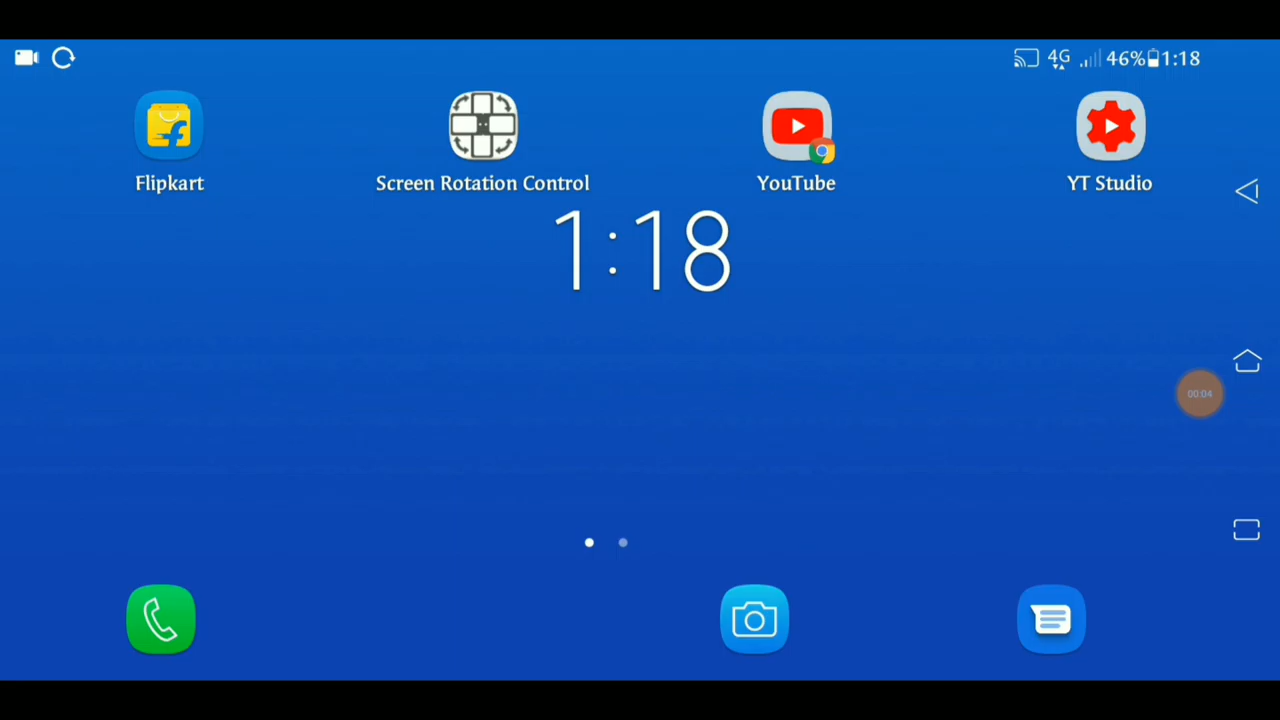 4G 46% 1:18
Flipkart
Screen Rotation Control
YouTube
YT Studio
1:18
00:04